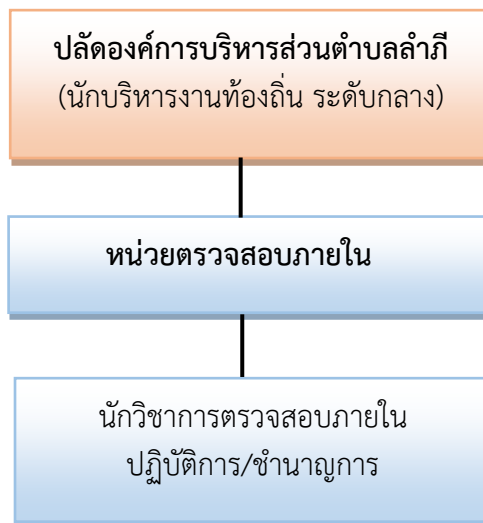 ปลัดองค์การบริหารส่วนตำบลลำภี
(นักบริหารงานท้องถิ่น ระดับกลาง)
หน่วยตรวจสอบภายใน
นักวิชาการตรวจสอบภายใน
ปฏิบัติการ/ชำนาญการ